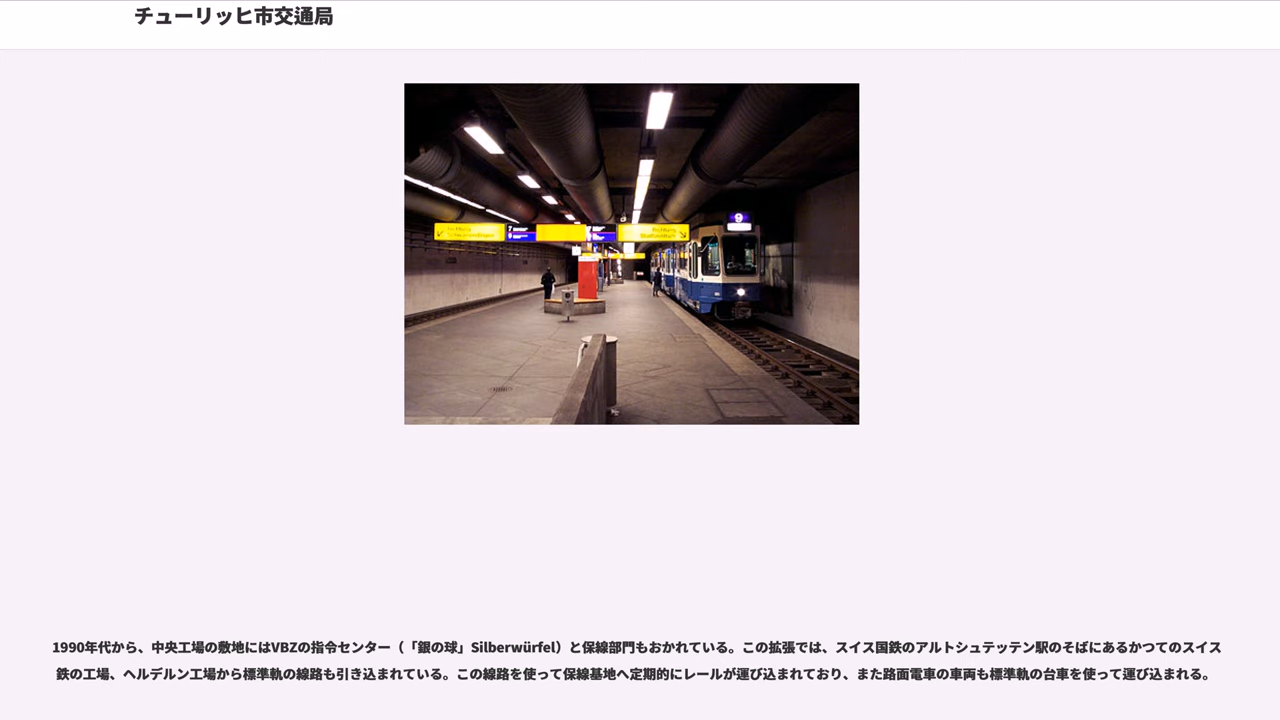 チューリッヒ市交通局
9
Richtung
Richtung
1990年代から、中央工場の敷地にはVBZの指令センター（「銀の球」Silberwürfel）と保線部門もおかれている。この拡張では、スイス国鉄のアルトシュテッテン駅のそばにあるかつてのスイス
鉄の工場、ヘルデルン工場から標準軌の線路も引き込まれている。この線路を使って保線基地へ定期的にレールが運び込まれており、また路面電車の車両も標準軌の台車を使って運び込まれる。